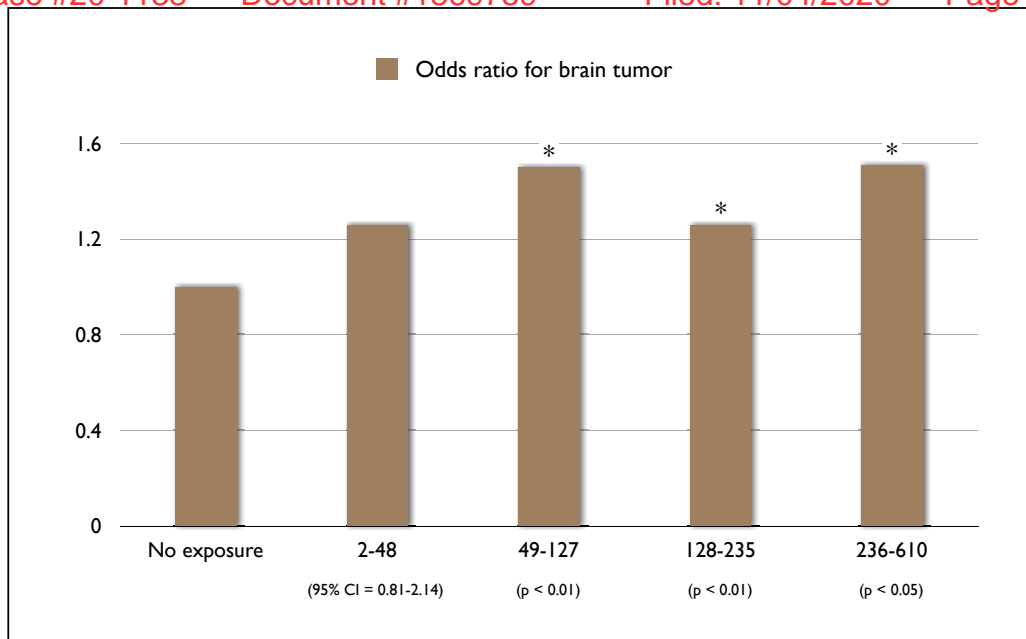 Odds ratio for brain tumor
1.6
*
*
*
1.2
0.8
0.4
0
No exposure 2-48 49-127 128-235 236-610
(95% CI = 0.81-2.14) (p < 0.01) (p < 0.01) (p < 0.05)